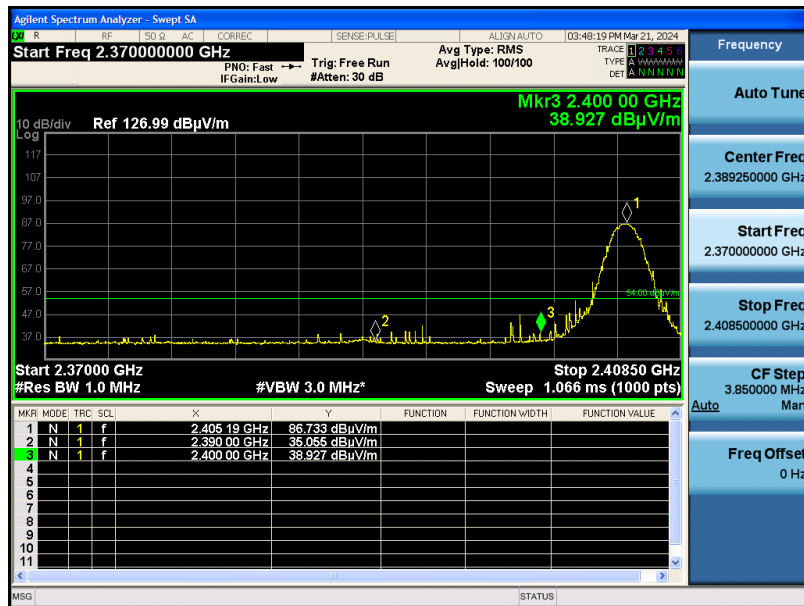 Agilent Spectrum Analyzer - Swept SA
LXI R RF 50 Ω AC CORREC SENSE:PULSE ALIGN AUTO 03:48:19 PM Mar 21, 2024
Start Freq 2.370000000 GHz
PNO: Fast
IFGain:Low
Trig: Free Run
#Atten: 30 dB
Avg Type: RMS
Avg|Hold: 100/100
TRACE 1 2 3 4 5 6
TYPE A WWWWW
DET A N N N N N
Mkr3 2.400 00 GHz
38.927 dBµV/m
10 dB/div Ref 126.99 dBµV/m
Log
117
107
97.0
87.0
77.0
67.0
57.0
47.0
37.0
1
2
3
54.00 dBµV/m
Start 2.37000 GHz Stop 2.40850 GHz
#Res BW 1.0 MHz #VBW 3.0 MHz* Sweep 1.066 ms (1000 pts)
MKR MODE TRC SCL X Y FUNCTION FUNCTION WIDTH FUNCTION VALUE
1 N 1 f 2.405 19 GHz 86.733 dBµV/m
2 N 1 f 2.390 00 GHz 35.055 dBµV/m
3 N 1 f 2.400 00 GHz 38.927 dBµV/m
4
5
6
7
8
9
10
11
MSG STATUS
Frequency
Auto Tune
Center Freq
2.389250000 GHz
Start Freq
2.370000000 GHz
Stop Freq
2.408500000 GHz
CF Step
3.850000 MHz
Auto Man
Freq Offset
0 Hz